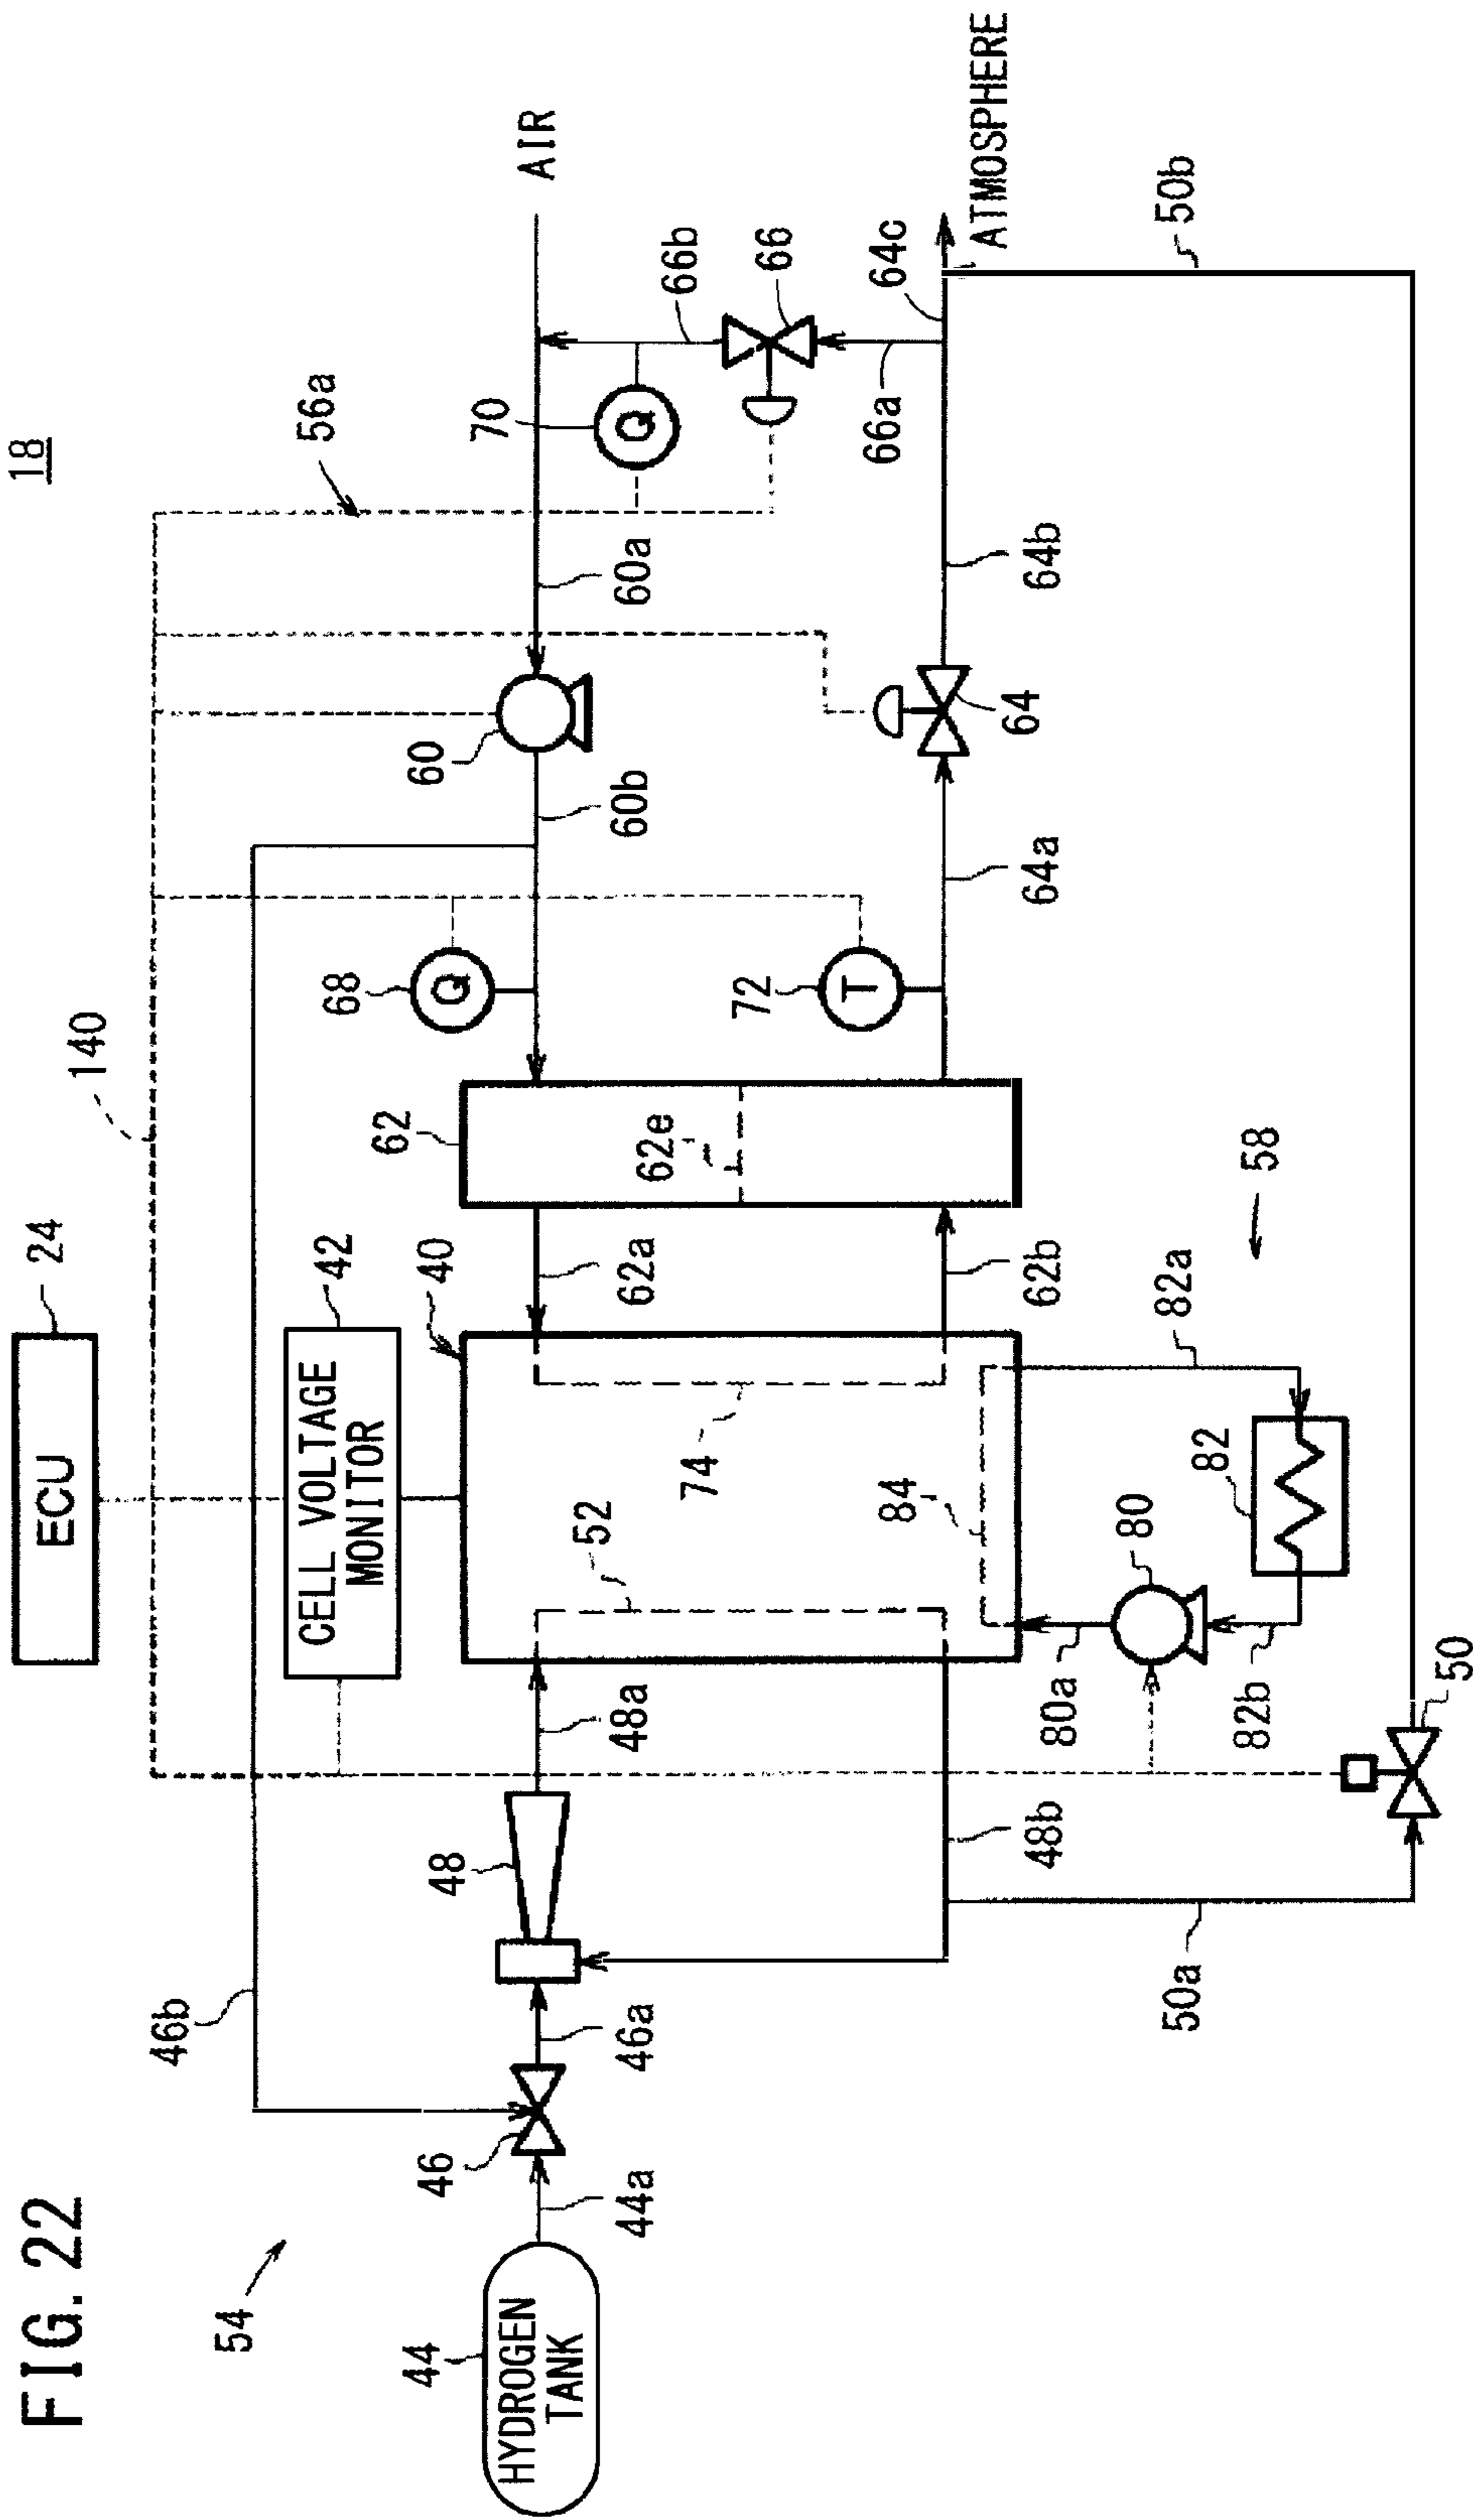 FIG. 22
18
ECU
24
140
56a
CELL VOLTAGE
MONITOR
42
54
46b
40
62
68
60
70
AIR
44
HYDROGEN
TANK
46
48
44a
46a
48a
52
62a
62e
60b
60a
66b
66
74
72
84
66a
64c
ATMOSPHERE
48b
62b
64a
64
64b
80a
80
82a
58
50b
50a
82b
82
50
Q
Q
T